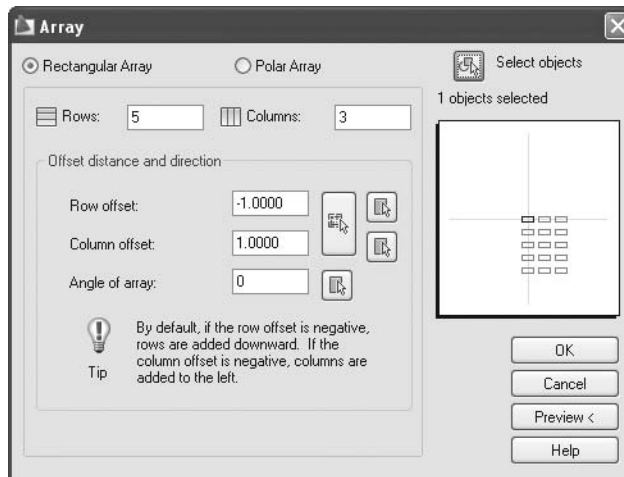 Array
Rectangular Array
Polar Array
Select objects
1 objects selected
Rows: 5
Columns: 3
Offset distance and direction
Row offset: -1.0000
Column offset: 1.0000
Angle of array: 0
Tip
By default, if the row offset is negative,
rows are added downward. If the
column offset is negative, columns are
added to the left.
OK
Cancel
Preview <
Help